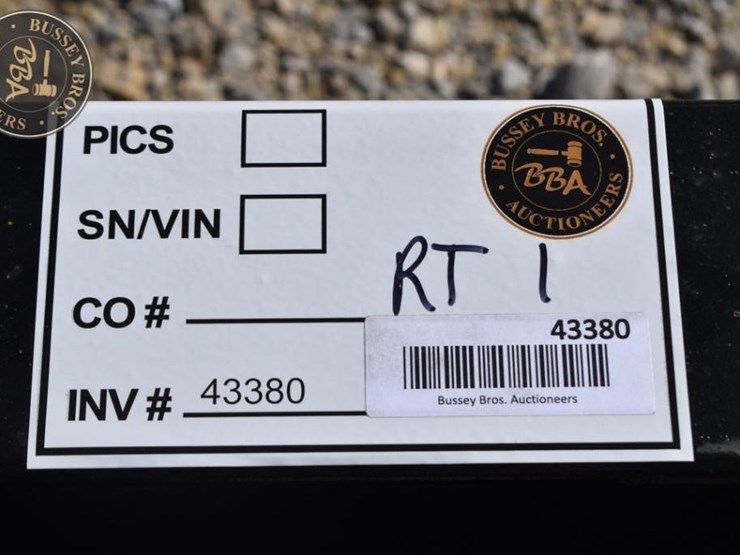 BUSSEY BROS.
BBA
ERS
PICS
BUSSEY BROS.
BBA
AUCTIONEERS
SN/VIN
RT 1
CO #
43380
INV # 43380
Bussey Bros. Auctioneers